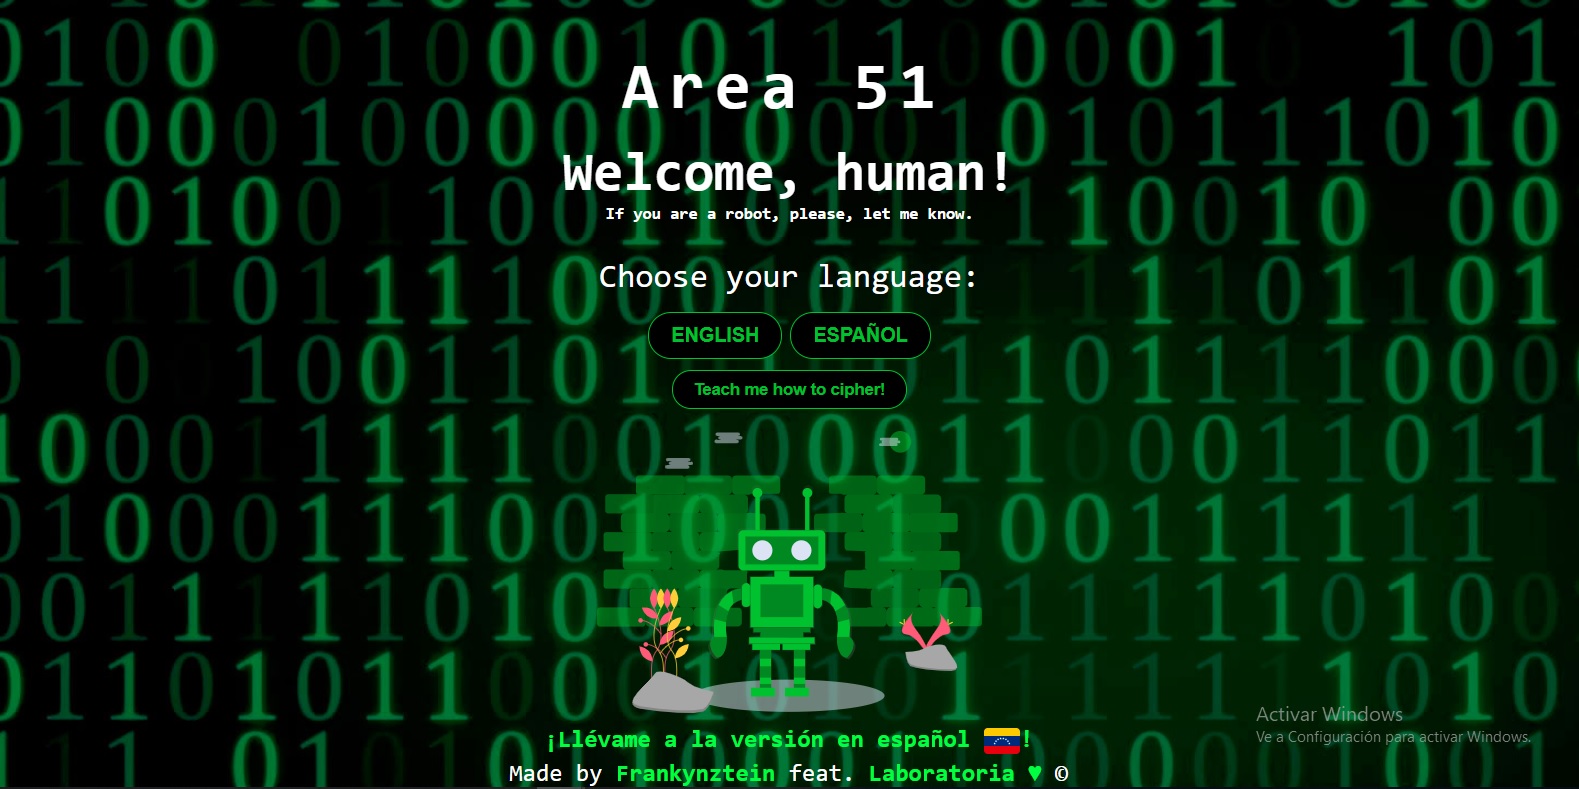 Area 51
Welcome, human!
If you are a robot, please, let me know.
Choose your language:
ENGLISH ESPAÑOL
Teach me how to cipher!
¡Llévame a la versión en español 🇻🇪!
Made by Frankynztein feat. Laboratoria ♥ ©
Activar Windows
Ve a Configuración para activar Windows.